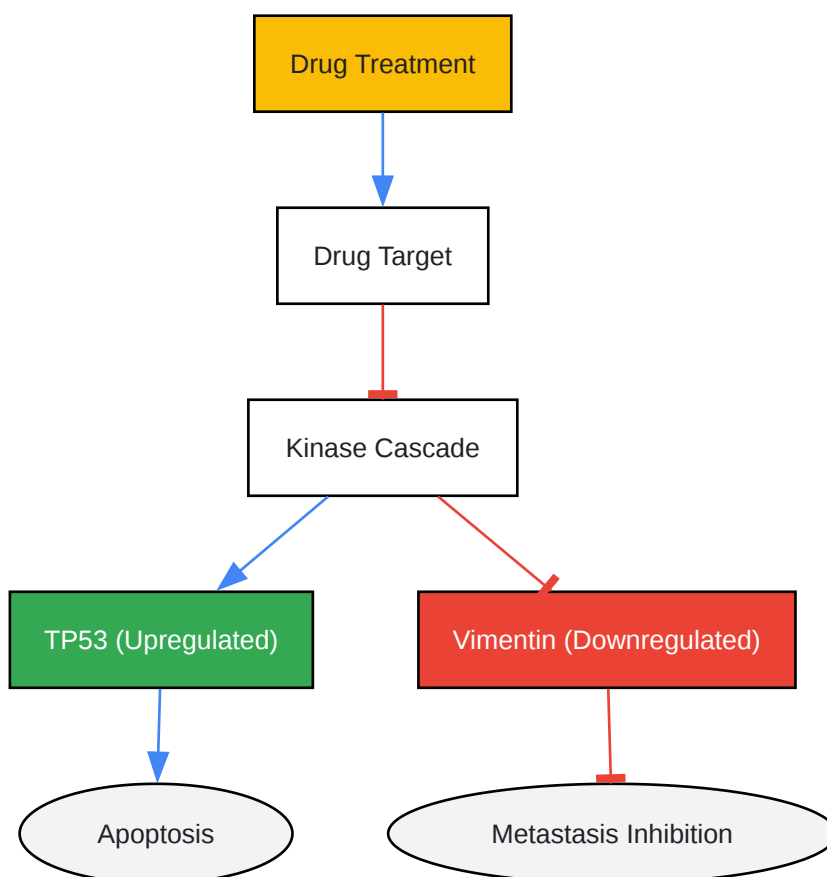 Drug Treatment
Drug Target
Kinase Cascade
TP53 (Upregulated)
Vimentin (Downregulated)
Apoptosis
Metastasis Inhibition